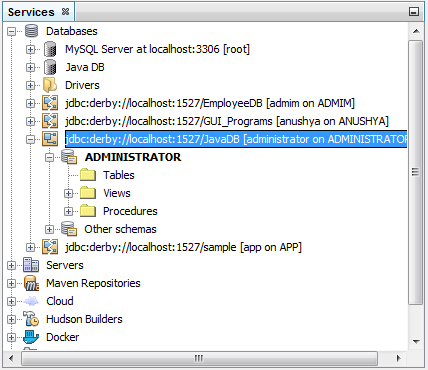 Services
Databases
MySQL Server at localhost:3306 [root]
Java DB
Drivers
jdbc:derby://localhost:1527/EmployeeDB [admim on ADMIM]
jdbc:derby://localhost:1527/GUI_Programs [anushya on ANUSHYA]
jdbc:derby://localhost:1527/JavaDB [administrator on ADMINISTRATOR
ADMINISTRATOR
Tables
Views
Procedures
Other schemas
jdbc:derby://localhost:1527/sample [app on APP]
Servers
Maven Repositories
Cloud
Hudson Builders
Docker